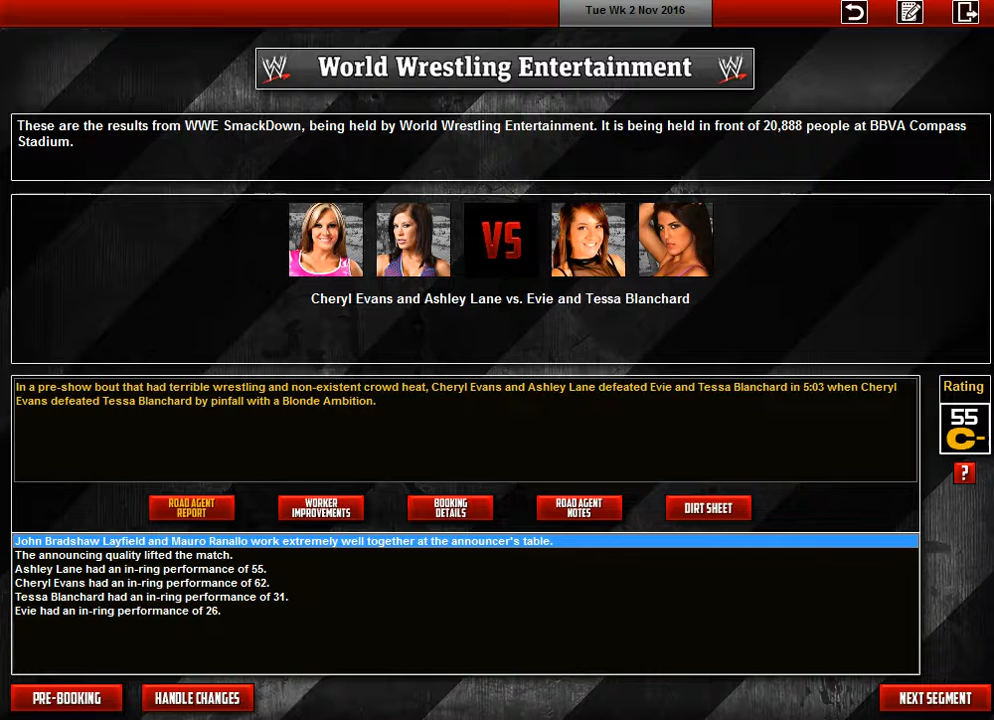 Tue Wk 2 Nov 2016
World Wrestling Entertainment
These are the results from WWE SmackDown, being held by World Wrestling Entertainment. It is being held in front of 20,888 people at BBVA Compass
Stadium.
VS
Cheryl Evans and Ashley Lane vs. Evie and Tessa Blanchard
In a pre-show bout that had terrible wrestling and non-existent crowd heat, Cheryl Evans and Ashley Lane defeated Evie and Tessa Blanchard in 5:03 when Cheryl
Evans defeated Tessa Blanchard by pinfall with a Blonde Ambition.
Rating
55
C-
?
ROAD AGENT
REPORT
WORKER
IMPROVEMENTS
BOOKING
DETAILS
ROAD AGENT
NOTES
DIRT SHEET
John Bradshaw Layfield and Mauro Ranallo work extremely well together at the announcer's table.
The announcing quality lifted the match.
Ashley Lane had an in-ring performance of 55.
Cheryl Evans had an in-ring performance of 62.
Tessa Blanchard had an in-ring performance of 31.
Evie had an in-ring performance of 26.
PRE-BOOKING
HANDLE CHANGES
NEXT SEGMENT